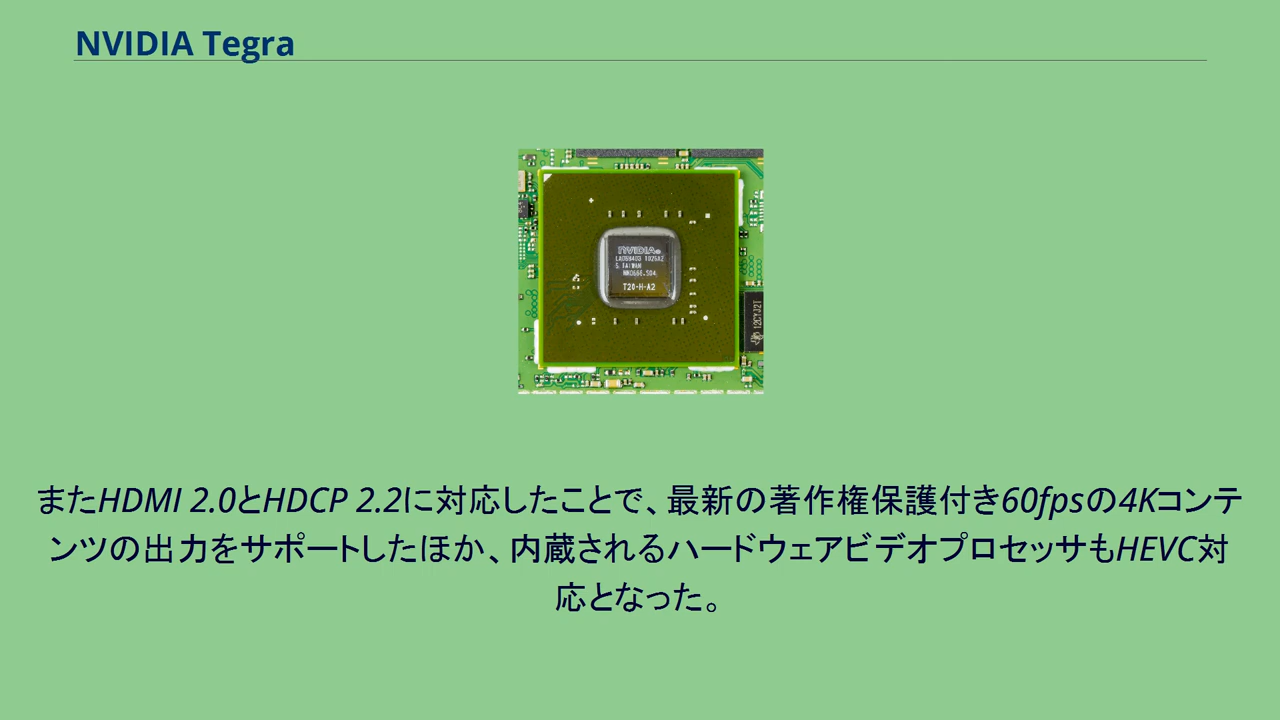 NVIDIA Tegra
NVIDIA
T20-H-A2
またHDMI 2.0とHDCP 2.2に対応したことで、最新の著作権保護付き60fpsの4Kコンテ
ンツの出力をサポートしたほか、内蔵されるハードウェアビデオプロセッサもHEVC対
応となった。